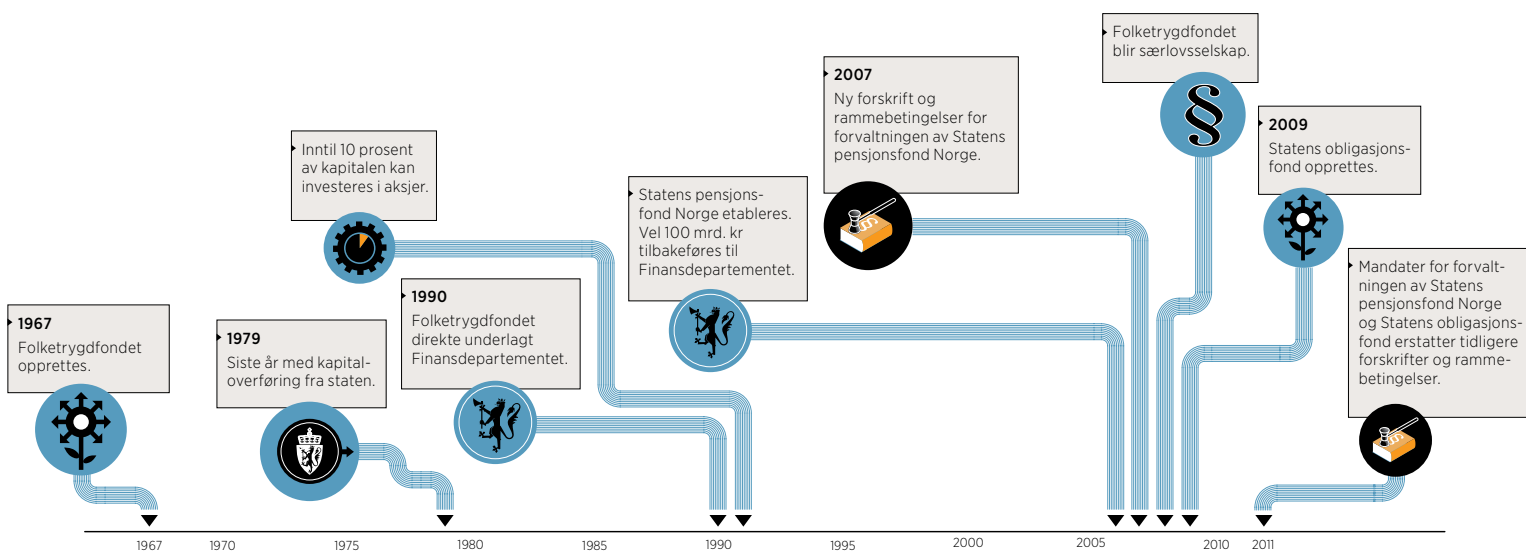 1967
Folketrygdfondet
opprettes.
1979
Siste år med kapital-
overføring fra staten.
Inntil 10 prosent
av kapitalen kan
investeres i aksjer.
1990
Folketrygdfondet
direkte underlagt
Finansdepartementet.
Statens pensjons-
fond Norge etableres.
Vel 100 mrd. kr
tilbakeføres til
Finansdepartementet.
2007
Ny forskrift og
rammebetingelser for
forvaltningen av Statens
pensjonsfond Norge.
Folketrygdfondet
blir særlovsselskap.
§
2009
Statens obligasjons-
fond opprettes.
Mandater for forvalt-
ningen av Statens
pensjonsfond Norge
og Statens obligasjons-
fond erstatter tidligere
forskrifter og ramme-
betingelser.
1967 1970 1975 1980 1985 1990 1995 2000 2005 2010 2011